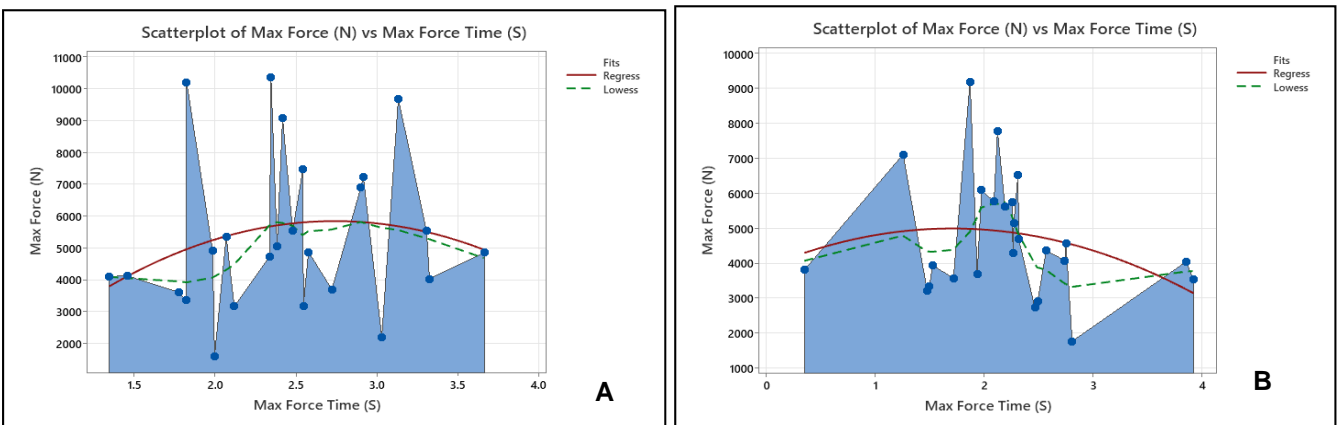 Scatterplot of Max Force (N) vs Max Force Time (S)
Fits
Regress
Lowess
Max Force (N)
11000
10000
9000
8000
7000
6000
5000
4000
3000
2000
1.5 2.0 2.5 3.0 3.5 4.0
Max Force Time (S)
A
Scatterplot of Max Force (N) vs Max Force Time (S)
Fits
Regress
Lowess
Max Force (N)
10000
9000
8000
7000
6000
5000
4000
3000
2000
1000
0 1 2 3 4
Max Force Time (S)
B